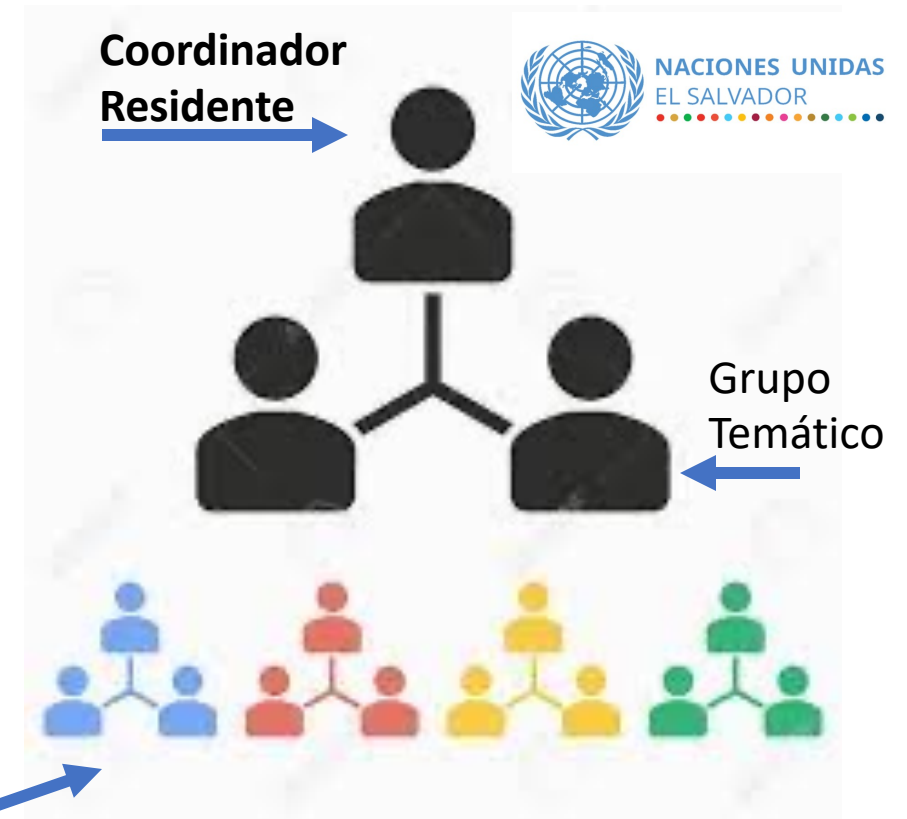 Coordinador
Residente
NACIONES UNIDAS
EL SALVADOR
Grupo
Temático